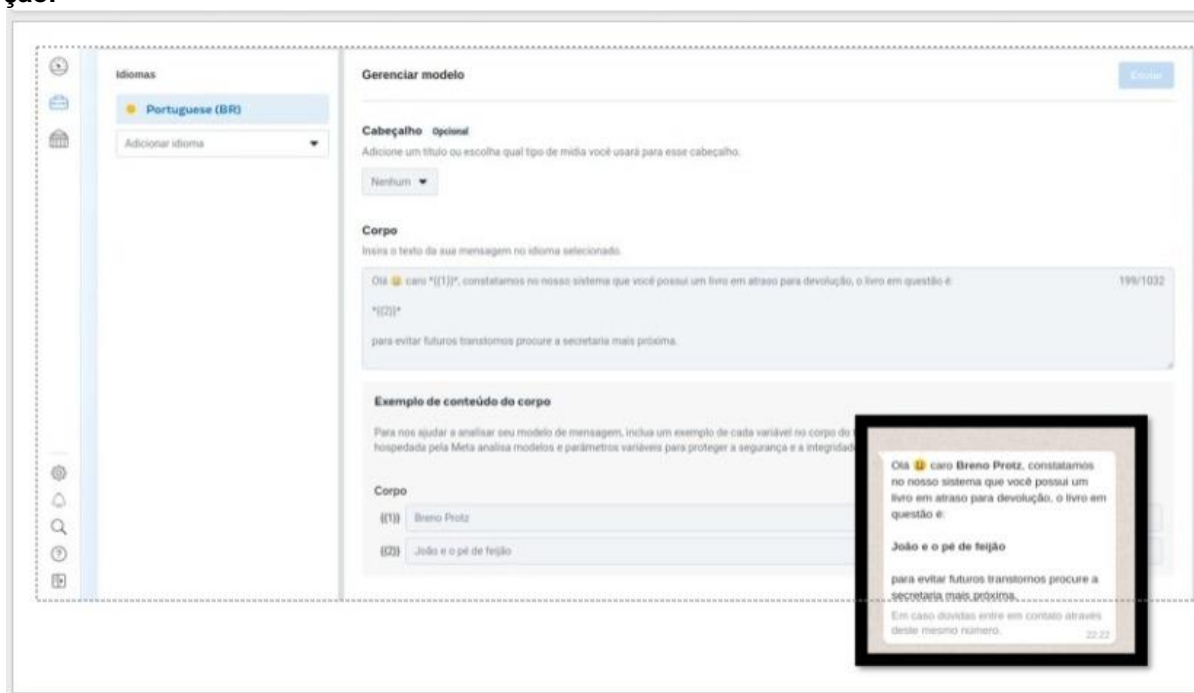 ção.
Idiomas
Portuguese (BR)
Adicionar idioma
Gerenciar modelo
Enviar
Cabeçalho Opcional
Adicione um título ou escolha qual tipo de mídia você usará para esse cabeçalho.
Nenhum
Corpo
Insira o texto da sua mensagem no idioma selecionado.
Olá 😃 caro *{{1}}*, constatamos no nosso sistema que você possui um livro em atraso para devolução, o livro em questão é:
199/1032
*{{2}}*
para evitar futuros transtornos procure a secretaria mais próxima.
Exemplo de conteúdo do corpo
Para nos ajudar a analisar seu modelo de mensagem, inclua um exemplo de cada variável no corpo do
hospedada pela Meta analisa modelos e parâmetros variáveis para proteger a segurança e a integridade
Corpo
{{1}} Breno Protz
{{2}} João e o pé de feijão
Olá 😃 caro Breno Protz, constatamos
no nosso sistema que você possui um
livro em atraso para devolução, o livro em
questão é:
João e o pé de feijão
para evitar futuros transtornos procure a
secretaria mais próxima.
Em caso dúvidas entre em contato através
deste mesmo número.
22:22